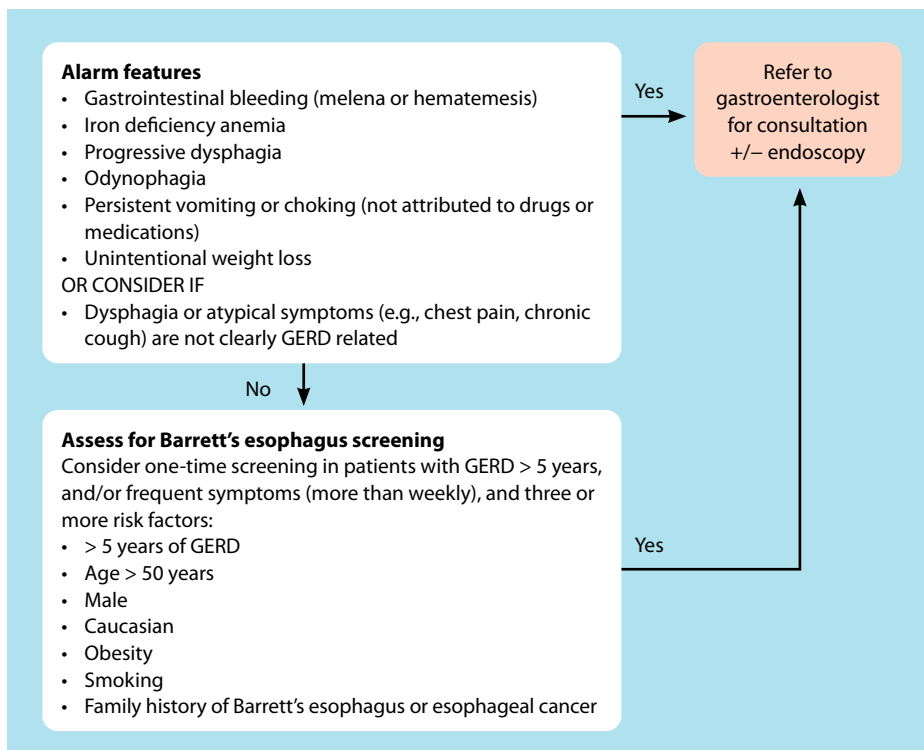 Alarm features
• Gastrointestinal bleeding (melena or hematemesis)
• Iron deficiency anemia
• Progressive dysphagia
• Odynophagia
• Persistent vomiting or choking (not attributed to drugs or
medications)
• Unintentional weight loss
OR CONSIDER IF
• Dysphagia or atypical symptoms (e.g., chest pain, chronic
cough) are not clearly GERD related
Yes
Refer to
gastroenterologist
for consultation
+/− endoscopy
No
Assess for Barrett’s esophagus screening
Consider one-time screening in patients with GERD > 5 years,
and/or frequent symptoms (more than weekly), and three or
more risk factors:
• > 5 years of GERD
• Age > 50 years
• Male
• Caucasian
• Obesity
• Smoking
• Family history of Barrett’s esophagus or esophageal cancer
Yes